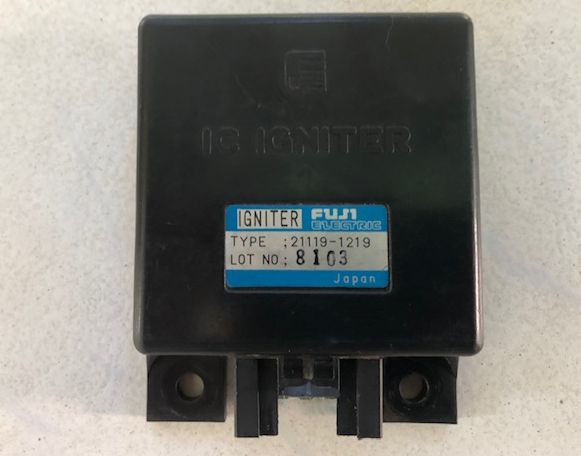 IC IGNITER
IGNITER FUJI ELECTRIC
TYPE ;21119-1219
LOT NO.; 8103
Japan